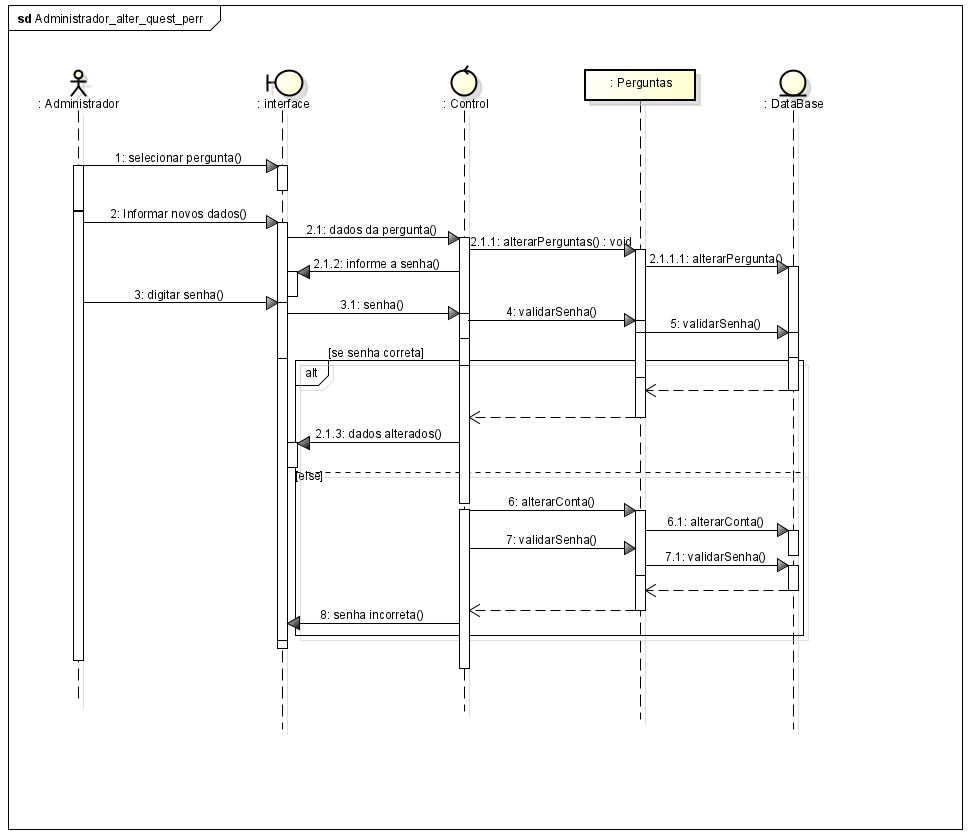 sd Administrador_alter_quest_perr
: Administrador
: interface
: Control
: Perguntas
: DataBase
1: selecionar pergunta()
2: Informar novos dados()
2.1: dados da pergunta()
2.1.1: alterarPerguntas() : void
2.1.1.1: alterarPergunta()
2.1.2: informe a senha()
3: digitar senha()
3.1: senha()
4: validarSenha()
5: validarSenha()
[se senha correta]
alt
2.1.3: dados alterados()
[else]
6: alterarConta()
6.1: alterarConta()
7: validarSenha()
7.1: validarSenha()
8: senha incorreta()